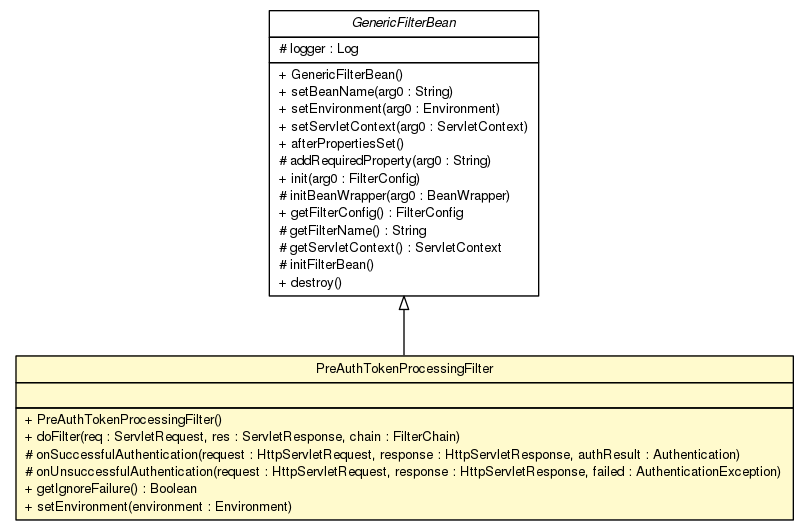 GenericFilterBean
# logger : Log
+ GenericFilterBean()
+ setBeanName(arg0 : String)
+ setEnvironment(arg0 : Environment)
+ setServletContext(arg0 : ServletContext)
+ afterPropertiesSet()
# addRequiredProperty(arg0 : String)
+ init(arg0 : FilterConfig)
# initBeanWrapper(arg0 : BeanWrapper)
+ getFilterConfig() : FilterConfig
# getFilterName() : String
# getServletContext() : ServletContext
# initFilterBean()
+ destroy()
PreAuthTokenProcessingFilter
+ PreAuthTokenProcessingFilter()
+ doFilter(req : ServletRequest, res : ServletResponse, chain : FilterChain)
# onSuccessfulAuthentication(request : HttpServletRequest, response : HttpServletResponse, authResult : Authentication)
# onUnsuccessfulAuthentication(request : HttpServletRequest, response : HttpServletResponse, failed : AuthenticationException)
+ getIgnoreFailure() : Boolean
+ setEnvironment(environment : Environment)